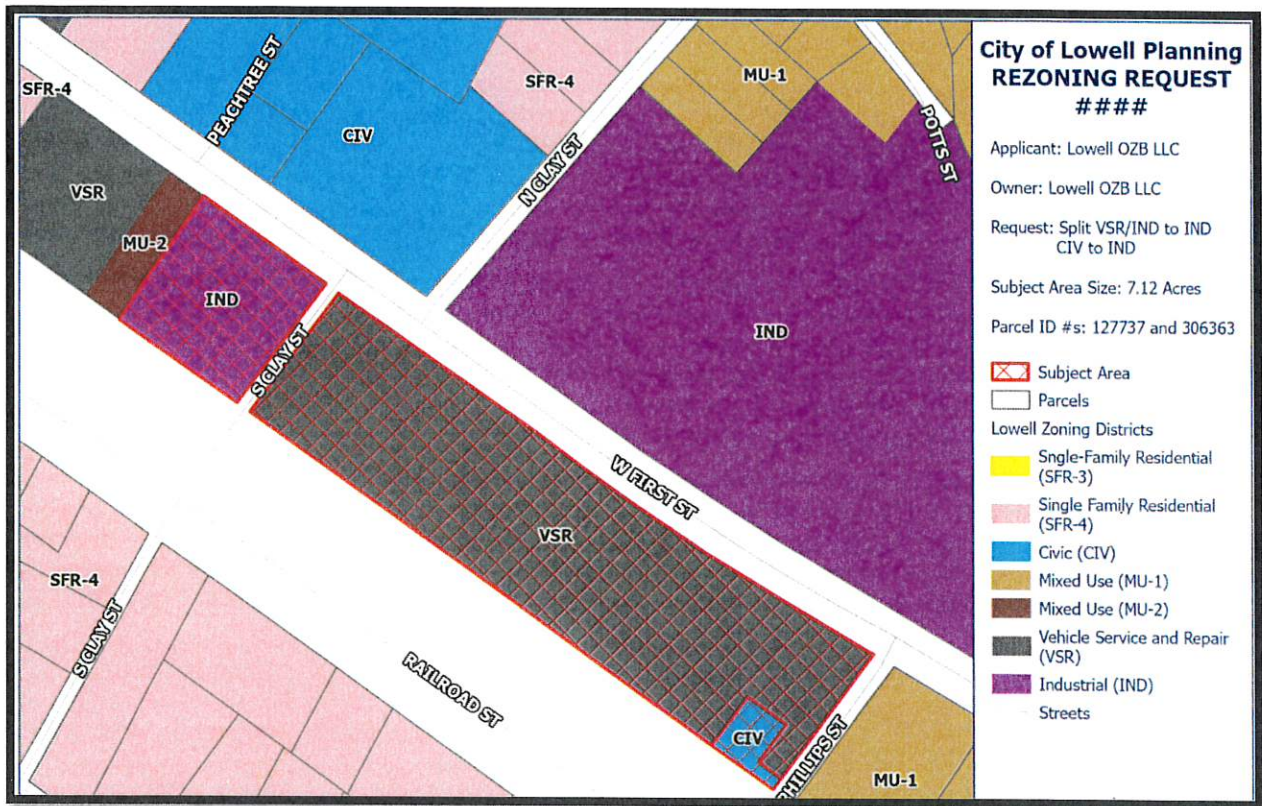 City of Lowell Planning
REZONING REQUEST
####
Applicant: Lowell OZB LLC
Owner: Lowell OZB LLC
Request: Split VSR/IND to IND
CIV to IND
Subject Area Size: 7.12 Acres
Parcel ID #s: 127737 and 306363
Subject Area
Parcels
Lowell Zoning Districts
Sngle-Family Residential
(SFR-3)
Single Family Residential
(SFR-4)
Civic (CIV)
Mixed Use (MU-1)
Mixed Use (MU-2)
Vehicle Service and Repair
(VSR)
Industrial (IND)
Streets
SFR-4
PEACHTREE ST
CIV
SFR-4
MU-1
POTTS ST
N CLAY ST
VSR
MU-2
IND
S CLAY ST
IND
W FIRST ST
VSR
SFR-4
S CLAY ST
RAILROAD ST
CIV
PHILLIPS ST
MU-1